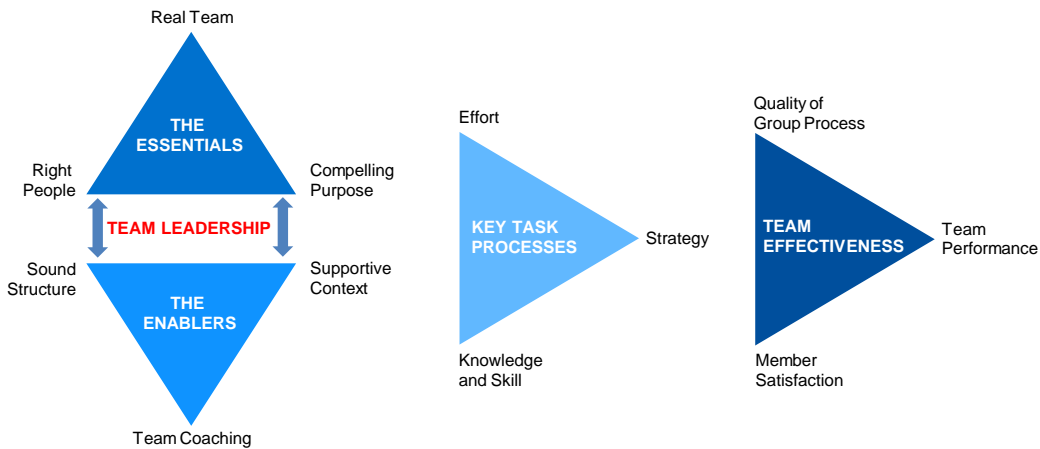 Real Team
THE
ESSENTIALS
Right
People
Compelling
Purpose
TEAM LEADERSHIP
Sound
Structure
Supportive
Context
THE
ENABLERS
Team Coaching
Effort
KEY TASK
PROCESSES
Strategy
Knowledge
and Skill
Quality of
Group Process
TEAM
EFFECTIVENESS
Team
Performance
Member
Satisfaction